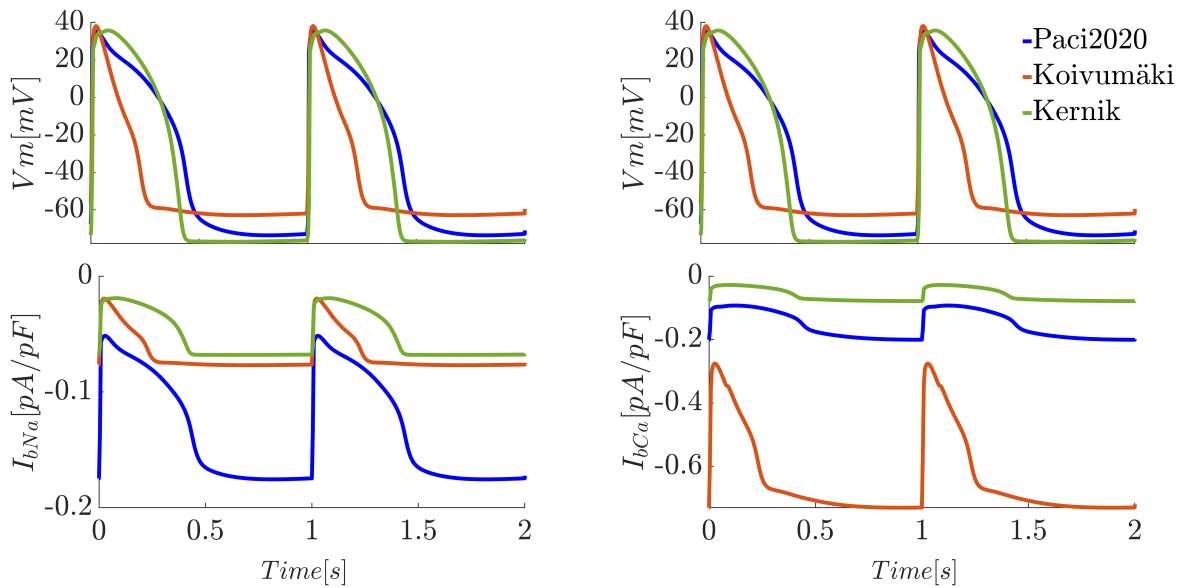 40
20
0
-20
-40
-60
Vm[mV]
40
20
0
-20
-40
-60
Vm[mV]
Paci2020
Koivumäki
Kernik
0
-0.1
-0.2
I_bNa[pA/pF]
0 0.5 1 1.5 2
Time[s]
0
-0.2
-0.4
-0.6
I_bCa[pA/pF]
0 0.5 1 1.5 2
Time[s]